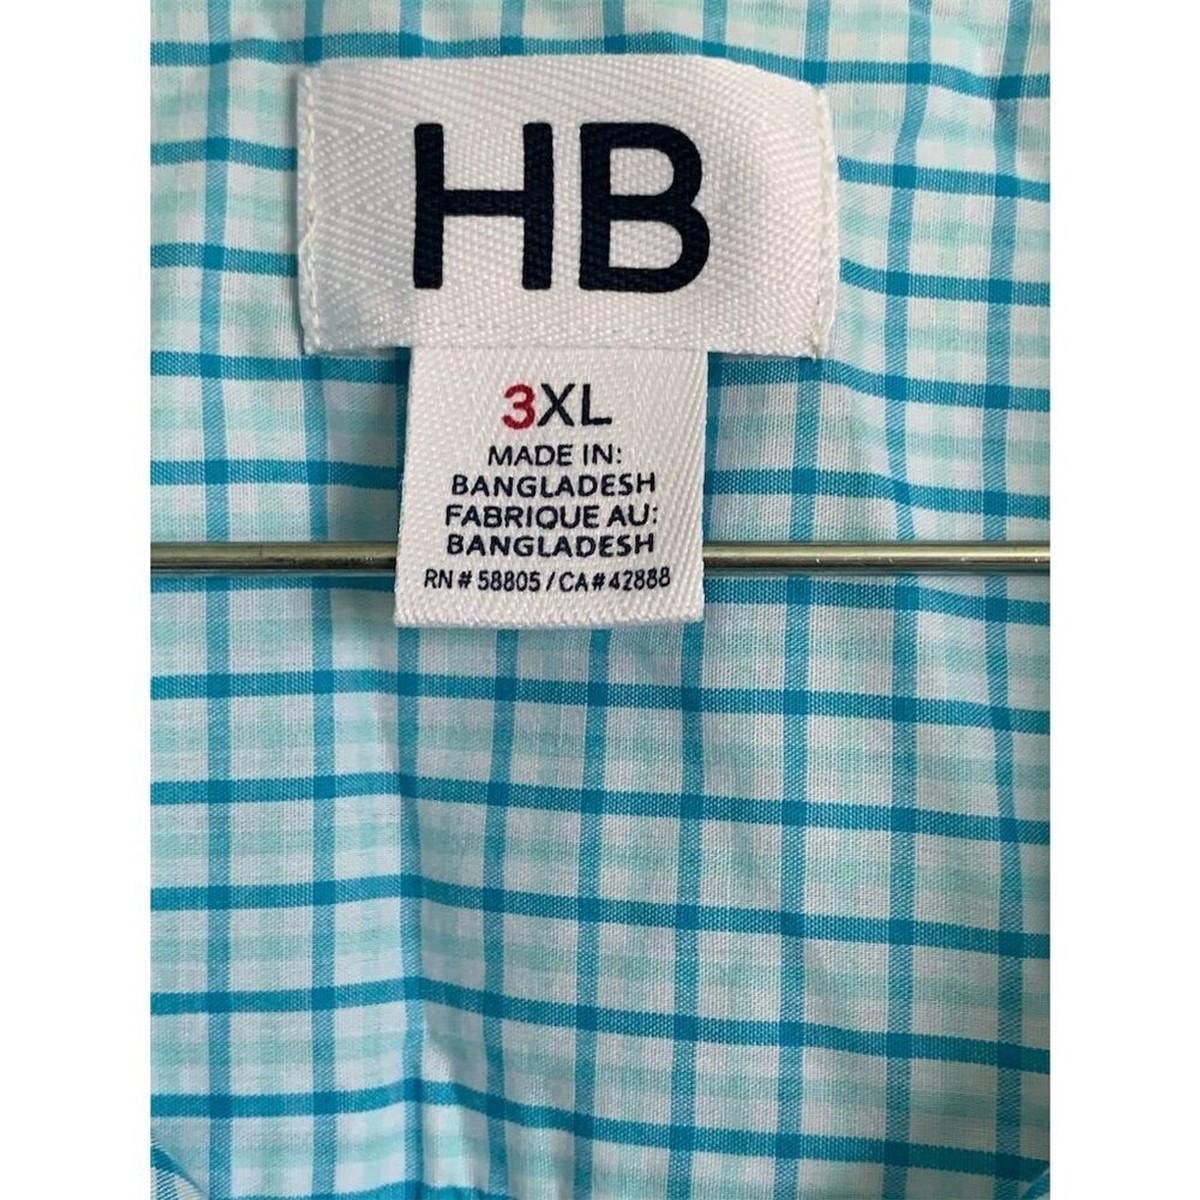 HB
3XL
MADE IN:
BANGLADESH
FABRIQUE AU:
BANGLADESH
RN # 58805 / CA # 42888